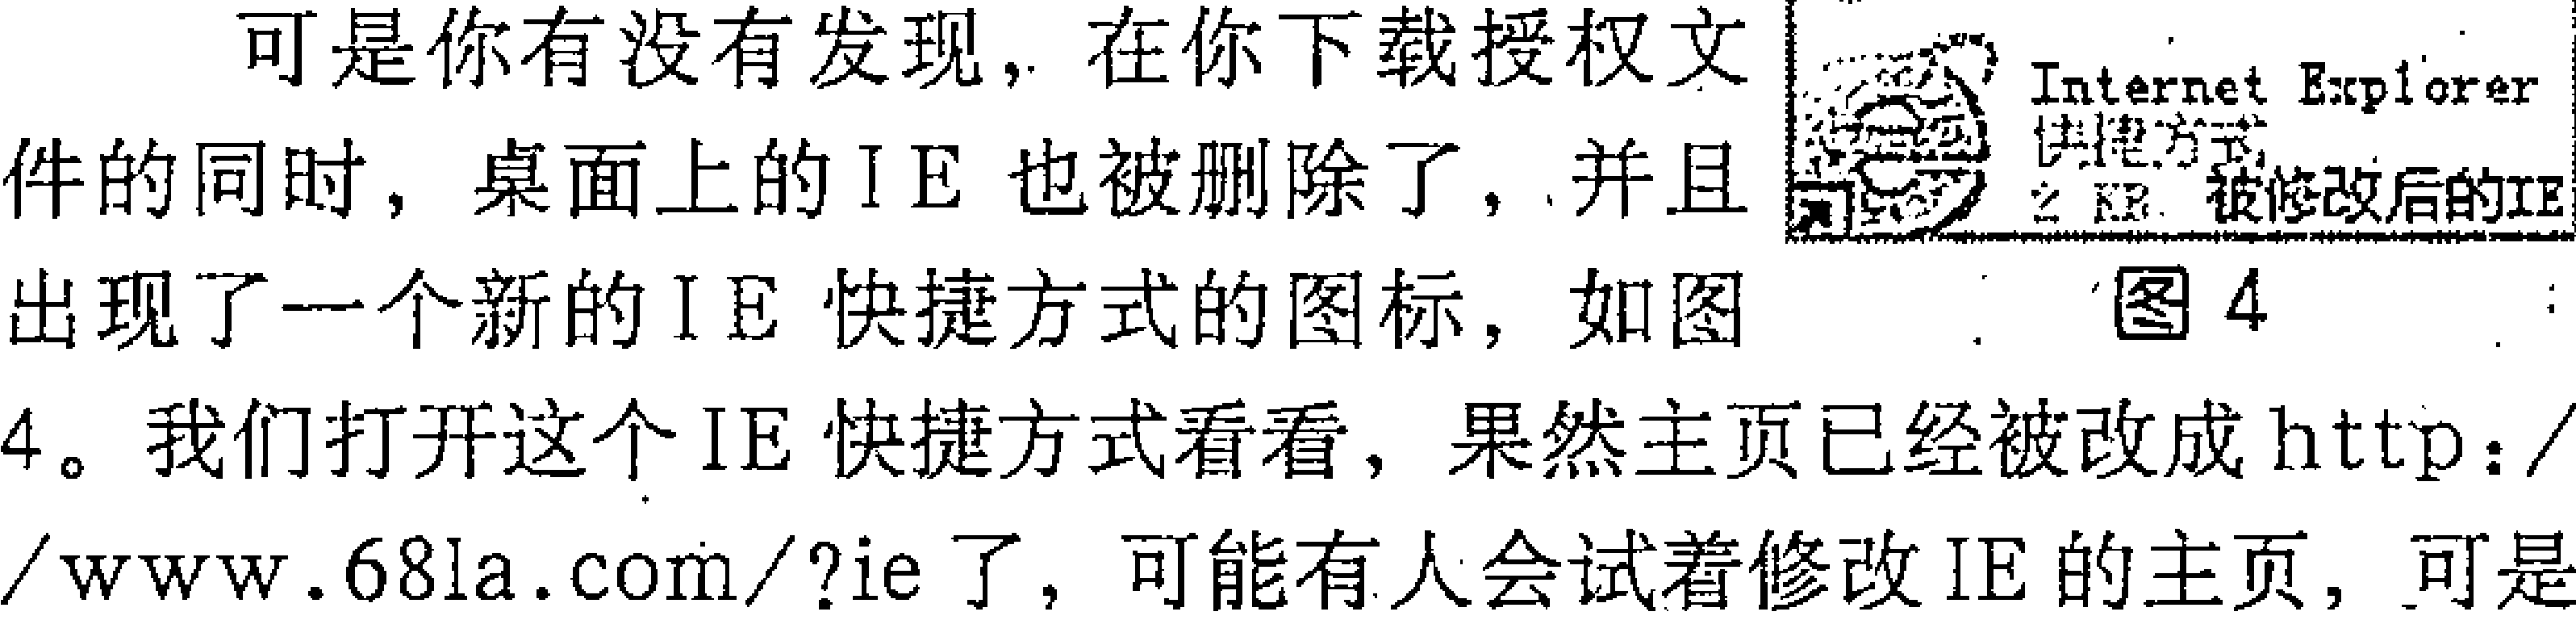 可是你有没有发现，在你下载授权文
件的同时，桌面上的IE 也被删除了，并且
出现了一个新的IE 快捷方式的图标，如图
4。我们打开这个IE 快捷方式看看，果然主页已经被改成http:/
/www.68la.com/?ie了，可能有人会试着修改IE的主页，可是
Internet Explorer
快捷方式
2 KB
被修改后的IE
图 4